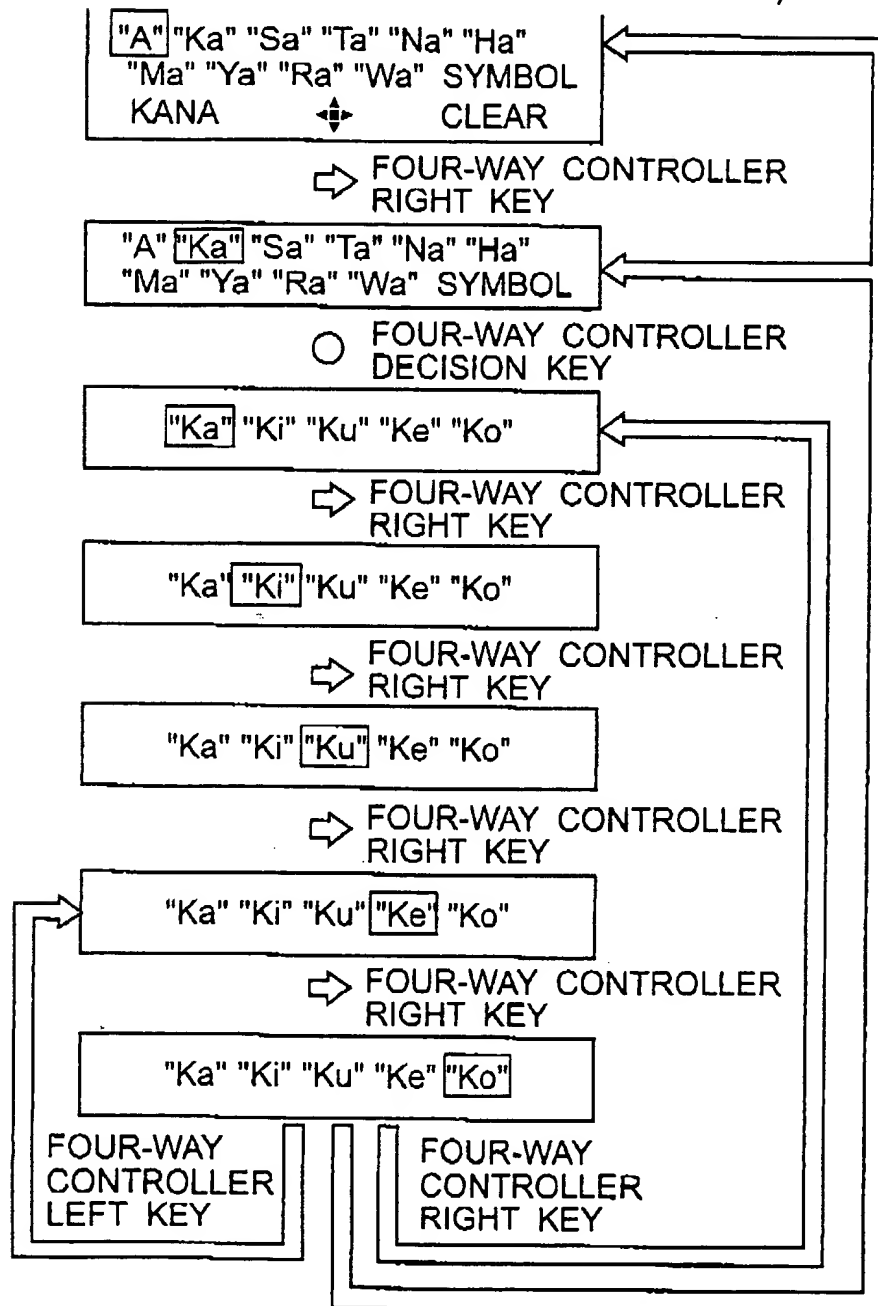 "A" "Ka" "Sa" "Ta" "Na" "Ha"
"Ma" "Ya" "Ra" "Wa" SYMBOL
KANA CLEAR
FOUR-WAY CONTROLLER
RIGHT KEY
"A" "Ka" "Sa" "Ta" "Na" "Ha"
"Ma" "Ya" "Ra" "Wa" SYMBOL
FOUR-WAY CONTROLLER
DECISION KEY
"Ka" "Ki" "Ku" "Ke" "Ko"
FOUR-WAY CONTROLLER
RIGHT KEY
"Ka" "Ki" "Ku" "Ke" "Ko"
FOUR-WAY CONTROLLER
RIGHT KEY
"Ka" "Ki" "Ku" "Ke" "Ko"
FOUR-WAY CONTROLLER
RIGHT KEY
"Ka" "Ki" "Ku" "Ke" "Ko"
FOUR-WAY CONTROLLER
RIGHT KEY
"Ka" "Ki" "Ku" "Ke" "Ko"
FOUR-WAY
CONTROLLER
LEFT KEY
FOUR-WAY
CONTROLLER
RIGHT KEY